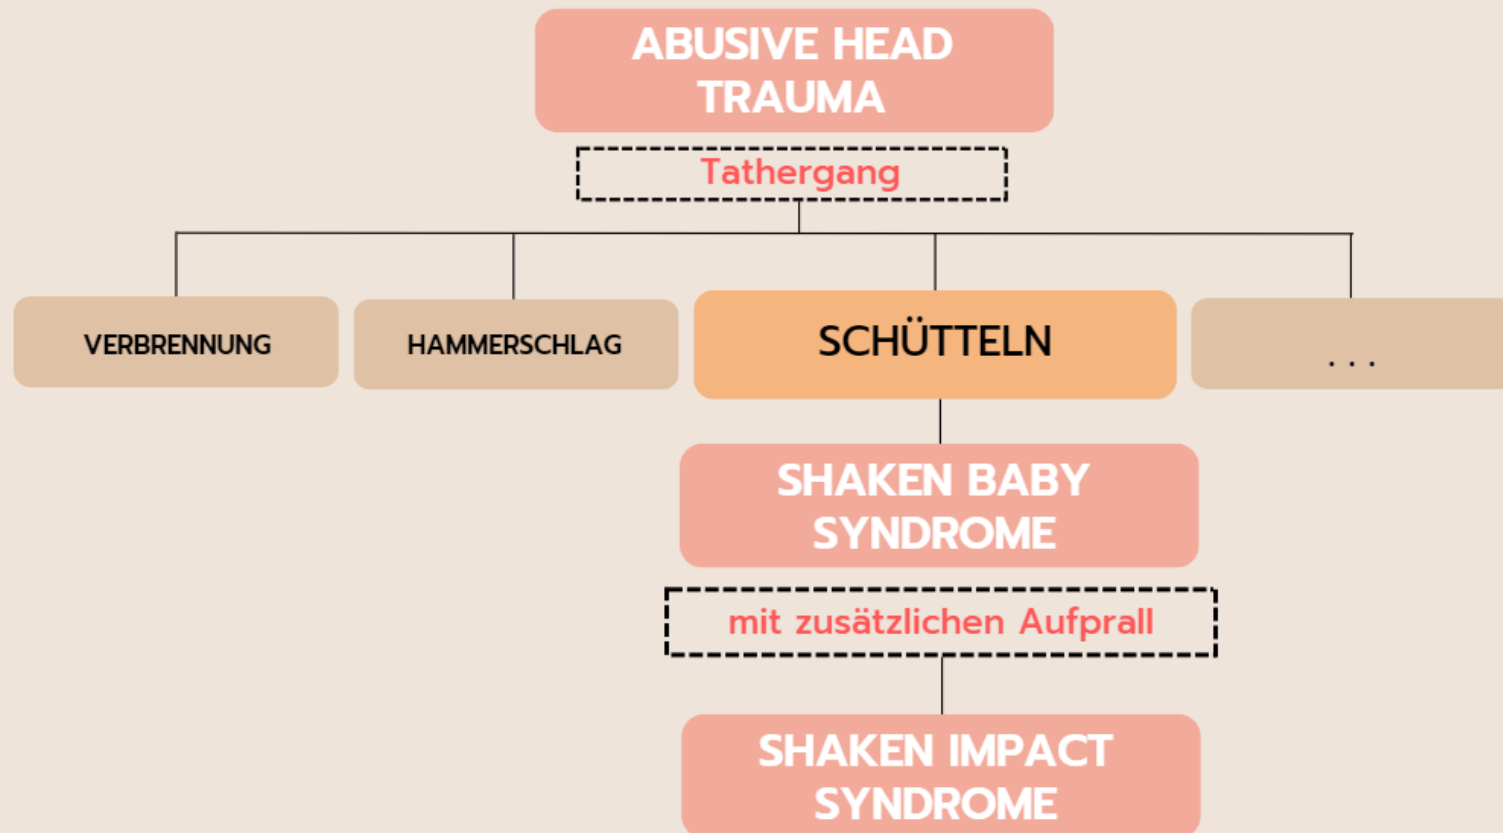 ABUSIVE HEAD
TRAUMA
Tathergang
VERBRENNUNG
HAMMERSCHLAG
SCHÜTTELN
...
SHAKEN BABY
SYNDROME
mit zusätzlichen Aufprall
SHAKEN IMPACT
SYNDROME